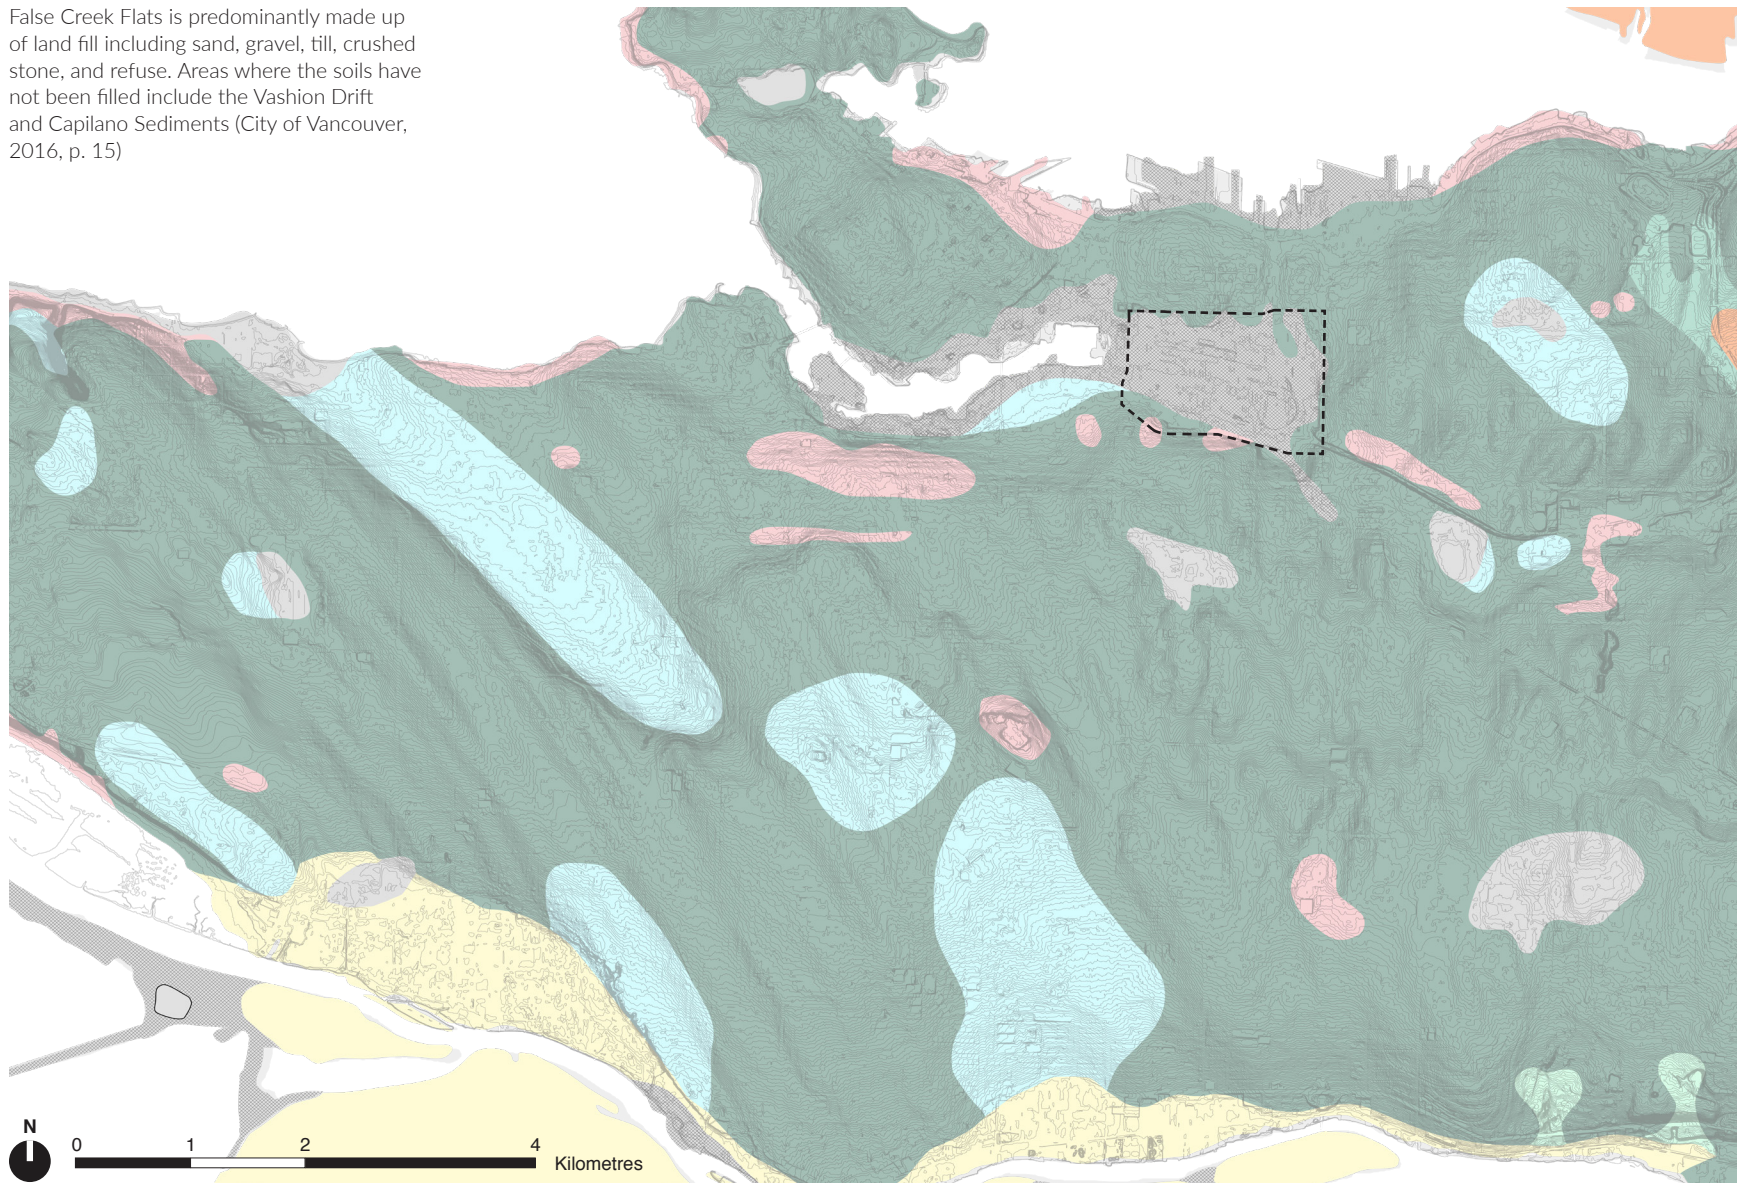 False Creek Flats is predominantly made up
of land fill including sand, gravel, till, crushed
stone, and refuse. Areas where the soils have
not been filled include the Vashion Drift
and Capilano Sediments (City of Vancouver,
2016, p. 15)
N
0 1 2 4
Kilometres